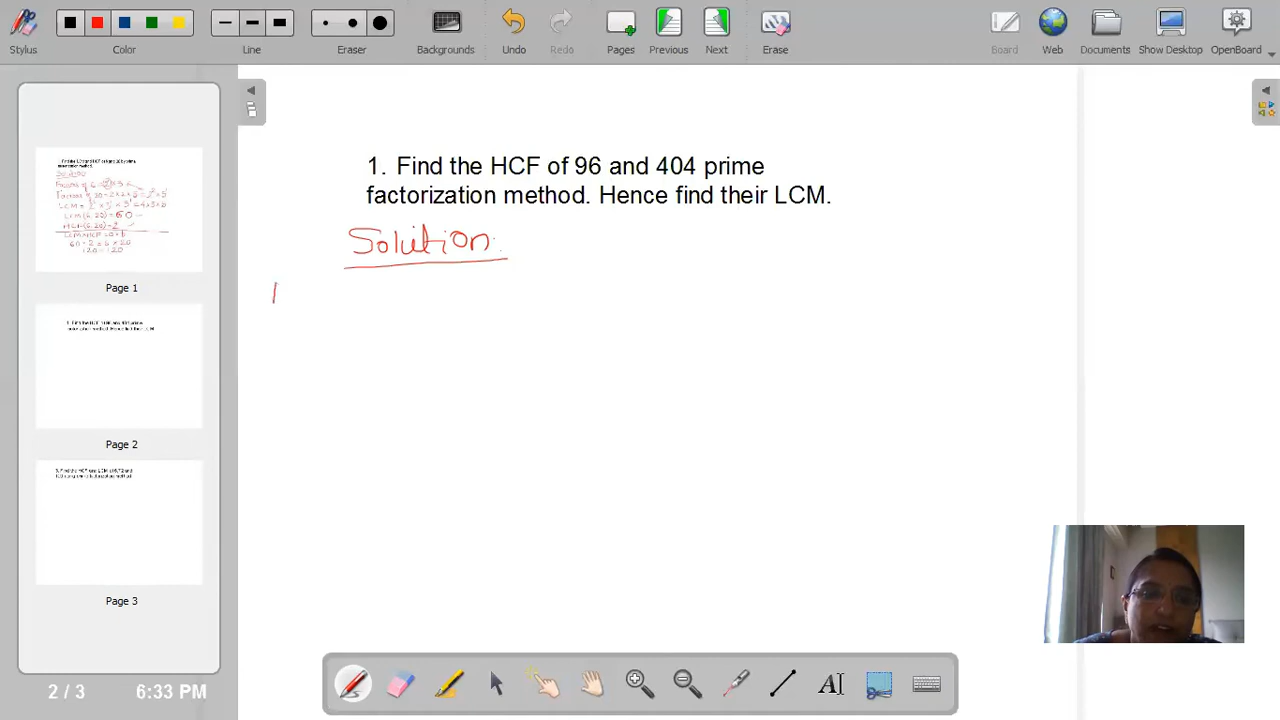 Stylus
Color
Line
Eraser
Backgrounds
Undo
Redo
Pages
Previous
Next
Erase
Board
Web
Documents
Show Desktop
OpenBoard
1. Find the HCF of 96 and 404 prime
factorization method. Hence find their LCM.
Solution:
Page 1
Page 2
Page 3
2 / 3
6:33 PM